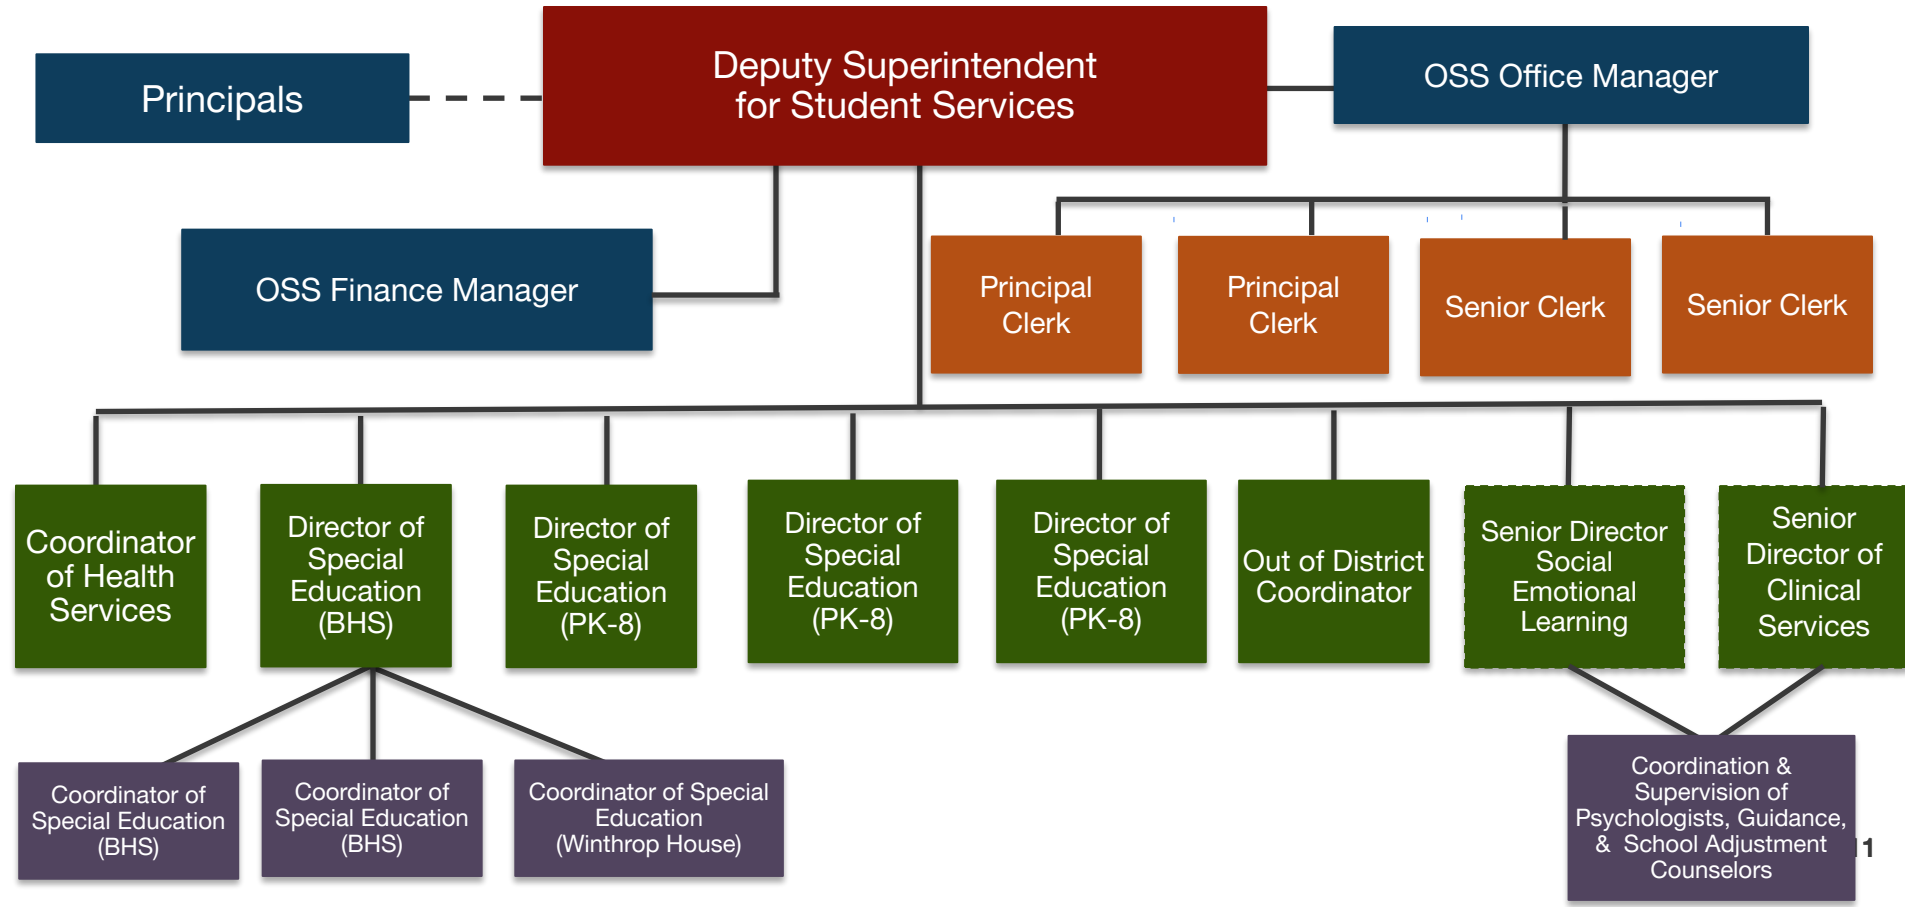 Principals
Deputy Superintendent
for Student Services
OSS Office Manager
OSS Finance Manager
Principal
Clerk
Principal
Clerk
Senior Clerk
Senior Clerk
Coordinator
of Health
Services
Director of
Special
Education
(BHS)
Director of
Special
Education
(PK-8)
Director of
Special
Education
(PK-8)
Director of
Special
Education
(PK-8)
Out of District
Coordinator
Senior Director
Social
Emotional
Learning
Senior
Director of
Clinical
Services
Coordinator of
Special Education
(BHS)
Coordinator of
Special Education
(BHS)
Coordinator of Special
Education
(Winthrop House)
Coordination &
Supervision of
Psychologists, Guidance,
& School Adjustment
Counselors